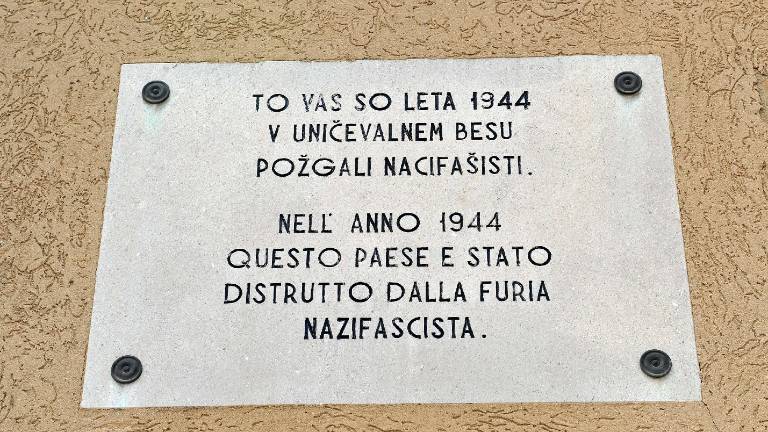 TO VAS SO LETA 1944
V UNIČEVALNEM BESU
POŽGALI NACIFAŠISTI.
NELL' ANNO 1944
QUESTO PAESE E STATO
DISTRUTTO DALLA FURIA
NAZIFASCISTA.